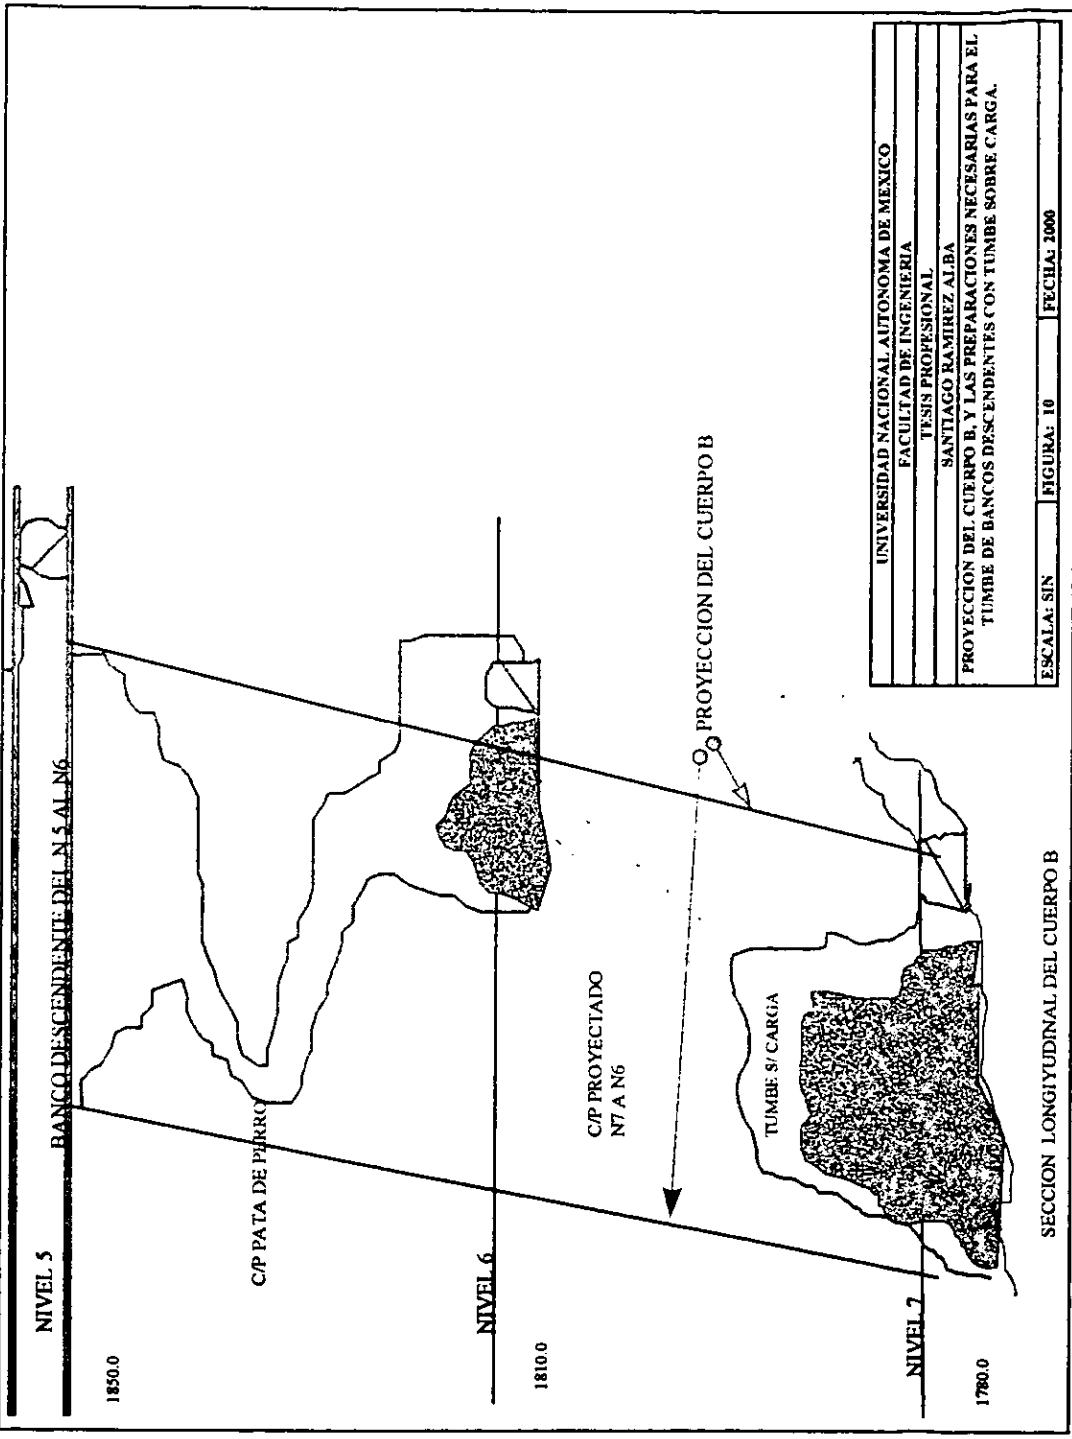 NIVEL 5
BANCO DESCENDENTE DEL N 5 AL N6
1850.0
C/P PATA DE PERRO
NIVEL 6
1810.0
C/P PROYECTADO
N7 A N6
PROYECCION DEL CUERPO B
TUMBE S/ CARGA
NIVEL 7
1780.0
SECCION LONGIYUDINAL DEL CUERPO B
UNIVERSIDAD NACIONAL AUTONOMA DE MEXICO
FACULTAD DE INGENIERIA
TESIS PROFESIONAL
SANTIAGO RAMIREZ ALBA
PROYECCION DEL CUERPO B, Y LAS PREPARACIONES NECESARIAS PARA EL
TUMBE DE BANCOS DESCENDENTES CON TUMBE SOBRE CARGA.
ESCALA: SIN
FIGURA: 10
FECHA: 2000